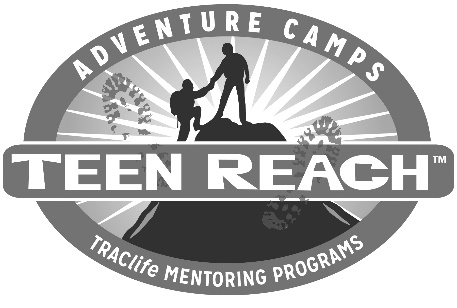 ADVENTURE CAMPS
TEEN REACH™
TRAClife MENTORING PROGRAMS